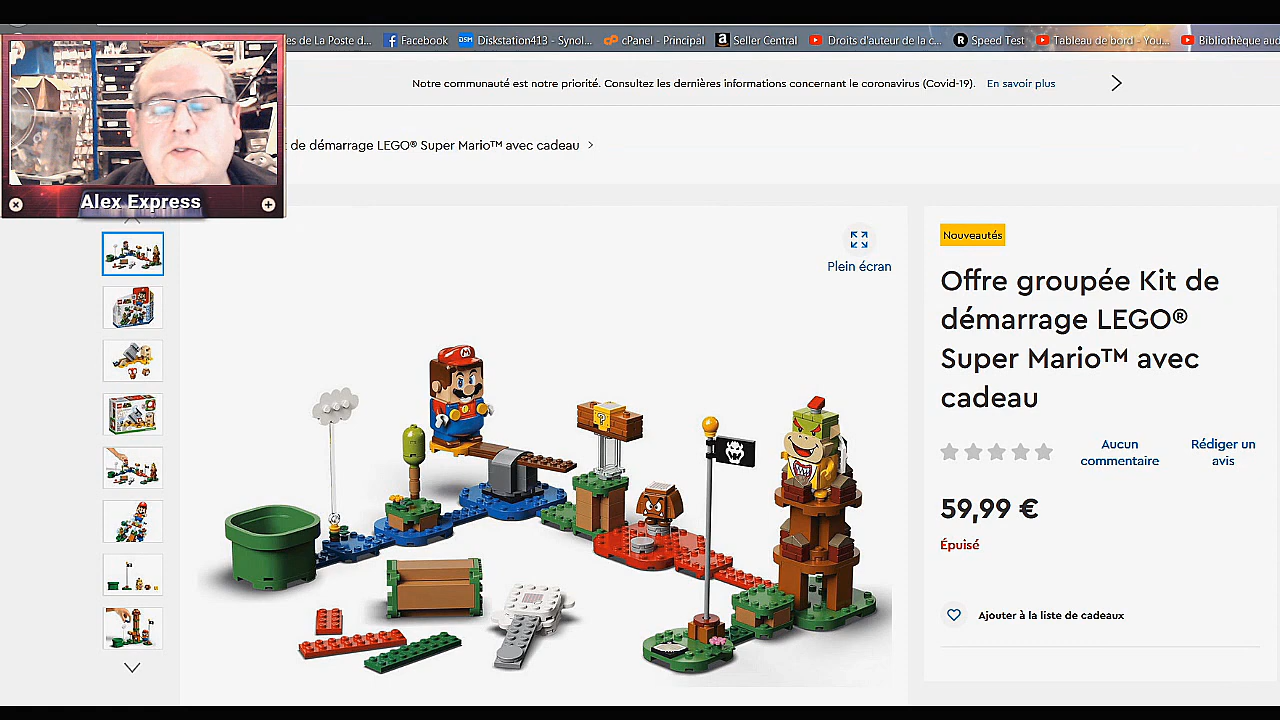 es de La Poste d... Facebook Diskstation413 - Synol... cPanel - Principal Seller Central Droits d'auteur de la c... Speed Test Tableau de bord - You... Bibliothèque aud
Notre communauté est notre priorité. Consultez les dernières informations concernant le coronavirus (Covid-19). En savoir plus
t de démarrage LEGO® Super Mario™ avec cadeau
Alex Express
Plein écran
Nouveautés
Offre groupée Kit de
démarrage LEGO®
Super Mario™ avec
cadeau
Aucun
commentaire
Rédiger un
avis
59,99 €
Épuisé
Ajouter à la liste de cadeaux